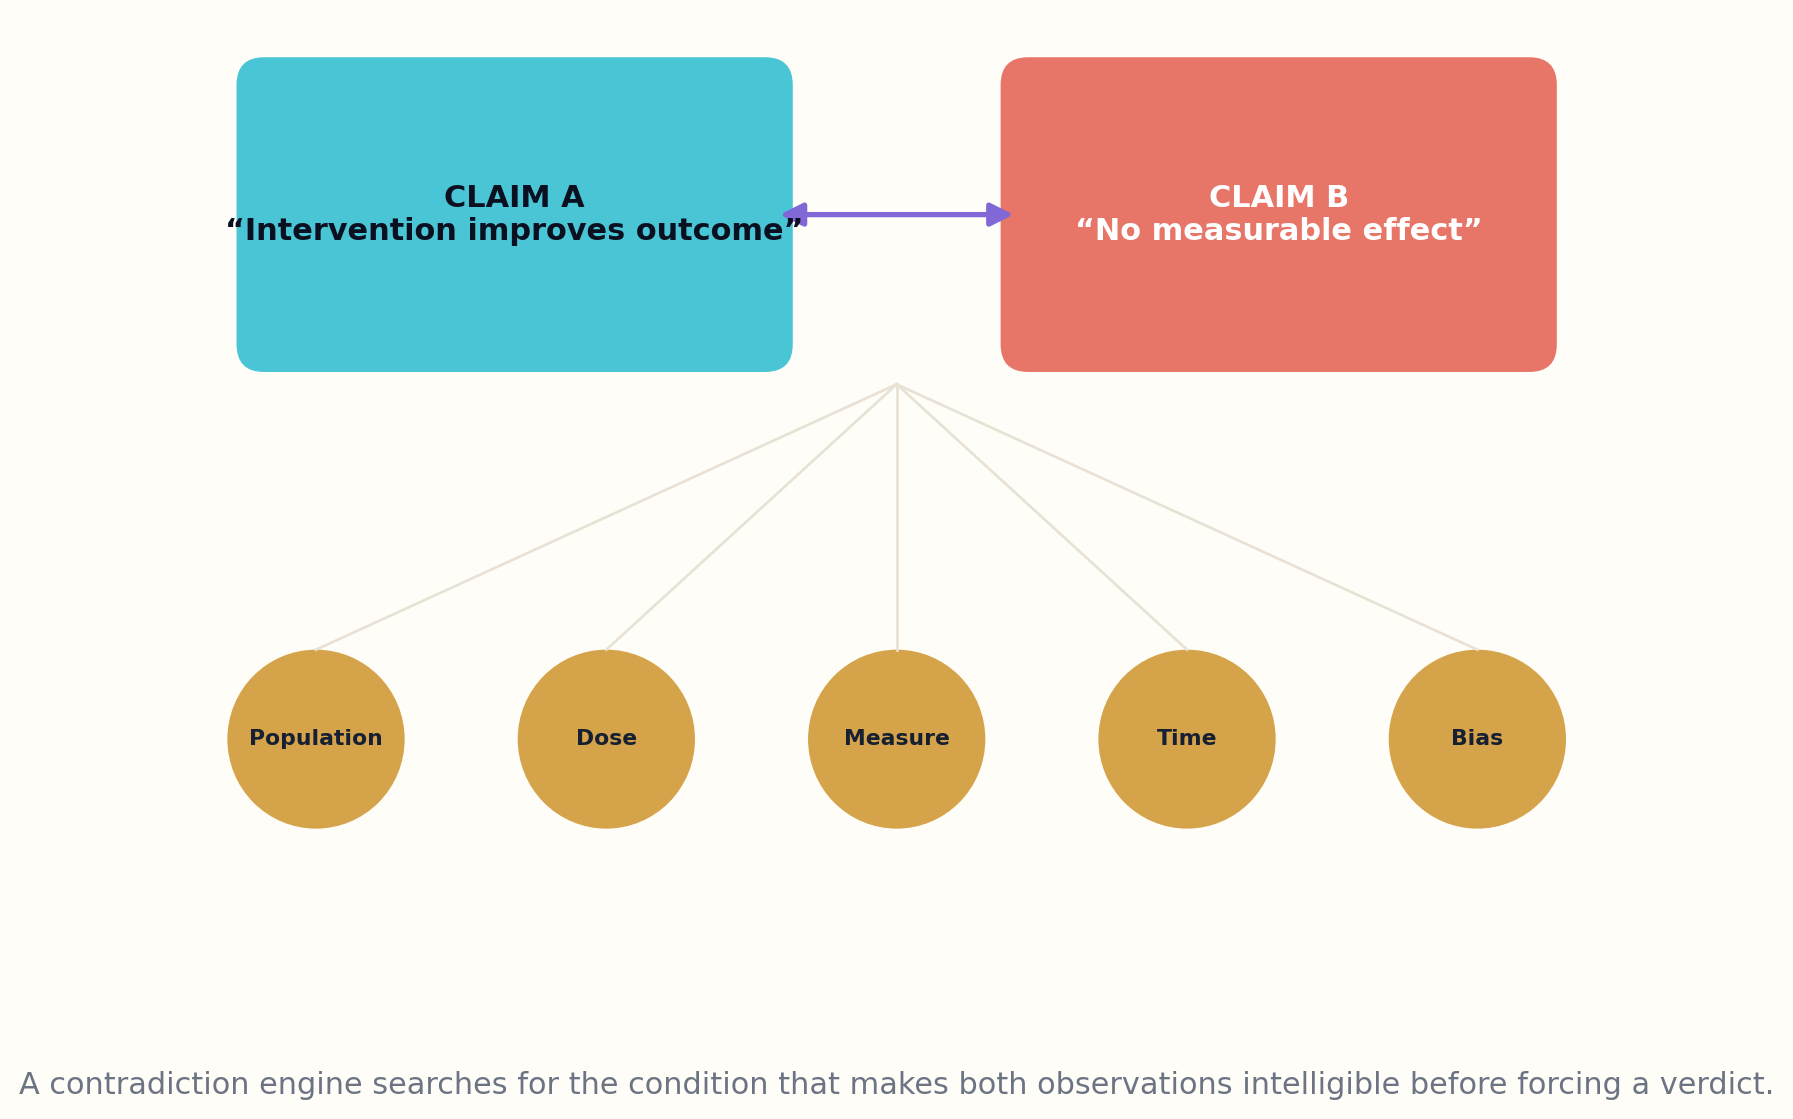 CLAIM A
“Intervention improves outcome”
CLAIM B
“No measurable effect”
Population
Dose
Measure
Time
Bias
A contradiction engine searches for the condition that makes both observations intelligible before forcing a verdict.